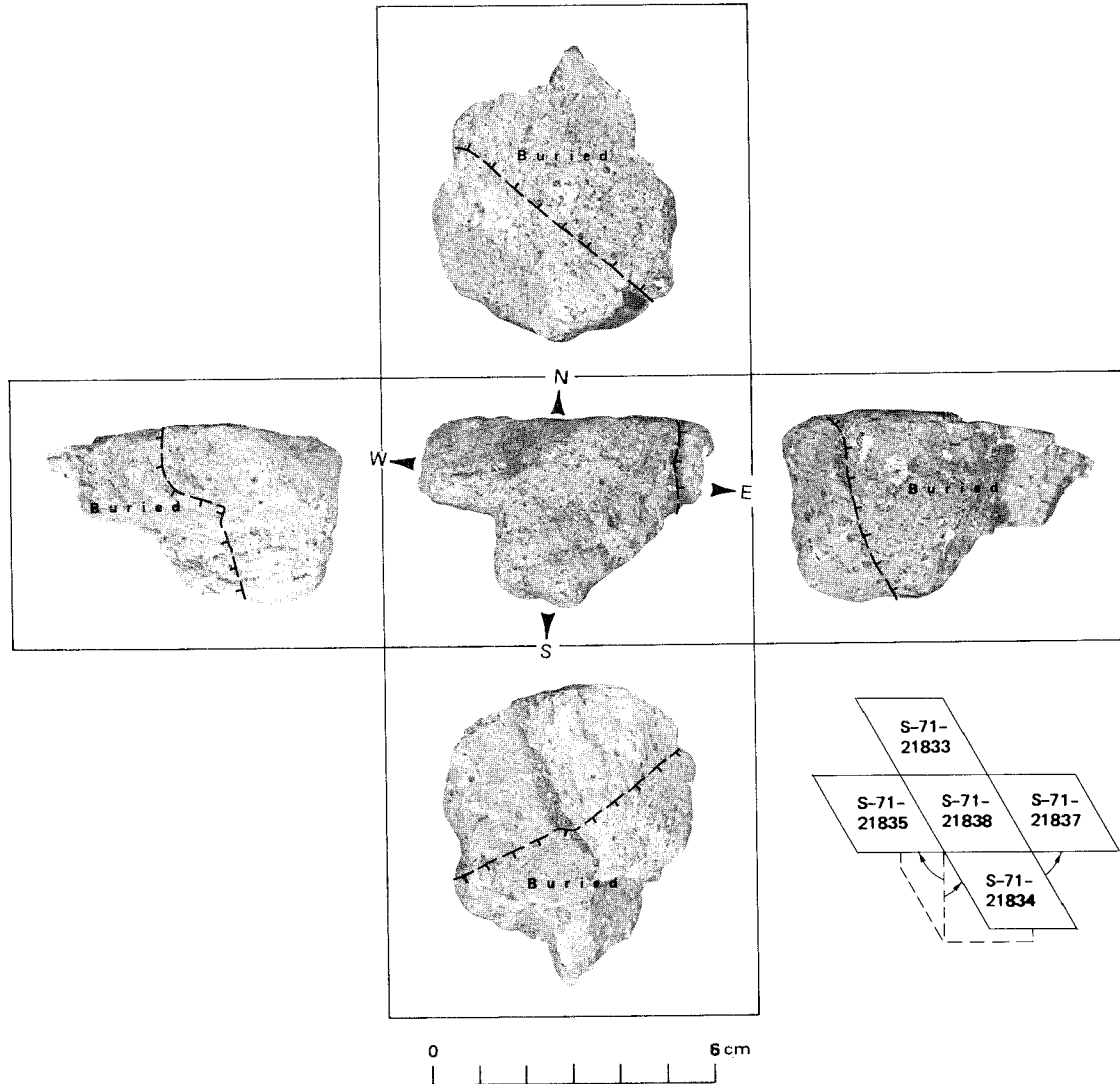 Buried
N
W
E
Buried
Buried
S
Buried
S-71-
21833
S-71-
21835
S-71-
21838
S-71-
21837
S-71-
21834
0
6 cm